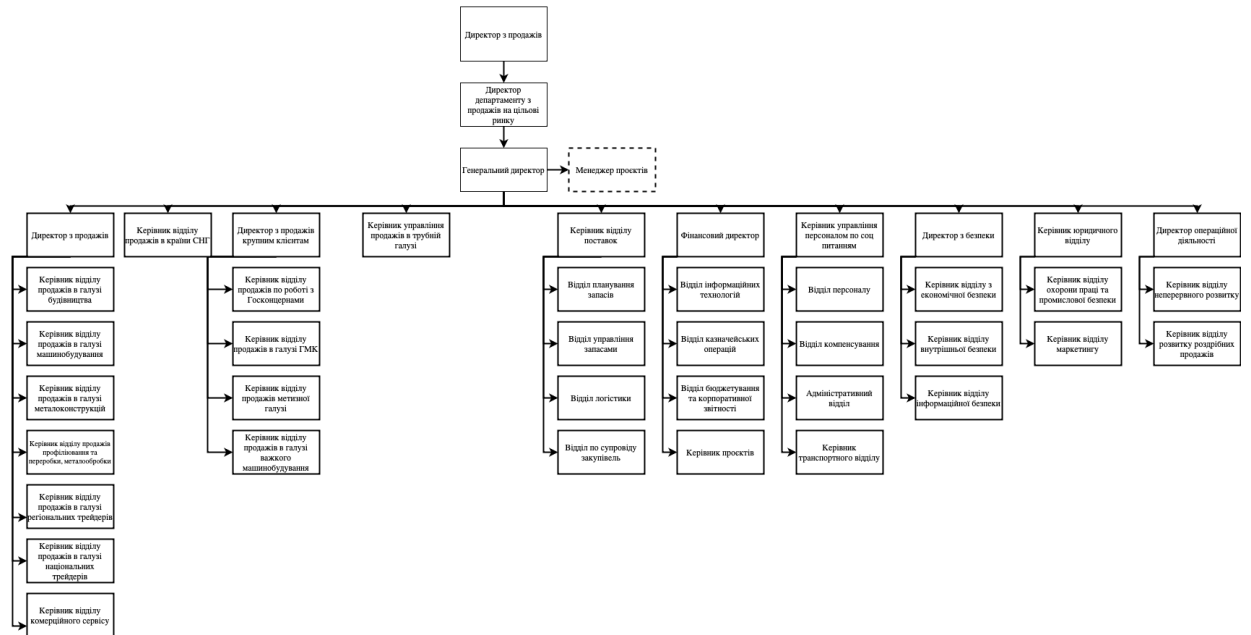 Директор з продажів
Директор
департаменту з
продажів на цільові
ринку
Генеральний директор
Менеджер проєктів
Директор з продажів
Керівник відділу
продажів в країни СНГ
Директор з продажів
крупним клієнтам
Керівник управління
продажів в трубній
галузі
Керівник відділу
поставок
Фінансовий директор
Керівник управління
персоналом по соц
питанням
Директор з безпеки
Керівник юридичного
відділу
Директор операційної
діяльності
Керівник відділу
продажів в галузі
будівництва
Керівник відділу
продажів в галузі
машинобудування
Керівник відділу
продажів в галузі
металоконструкцій
Керівник відділу продажів
профілювання та
переробки, металообробки
Керівник відділу
продажів в галузі
регіональних трейдерів
Керівник відділу
продажів в галузі
національних
трейдерів
Керівник відділу
комерційного сервісу
Керівник відділу
продажів по роботі з
Госконцернами
Керівник відділу
продажів в галузі ГМК
Керівник відділу
продажів метизної
галузі
Керівник відділу
продажів в галузі
важкого
машинобудування
Відділ планування
запасів
Відділ управління
запасами
Відділ логістики
Відділ по супровіду
закупівель
Відділ інформаційних
технологій
Відділ казначейських
операцій
Відділ бюджетування
та корпоративної
звітності
Керівник проєктів
Відділ персоналу
Відділ компенсування
Адміністративний
відділ
Керівник
транспортного відділу
Керівник відділу з
економічної безпеки
Керівник відділу
внутрішньої безпеки
Керівник відділу
інформаційної безпеки
Керівник відділу
охорони праці та
промислової безпеки
Керівник відділу
маркетингу
Керівник відділу
неперервного розвитку
Керівник відділу
розвитку роздрібних
продажів